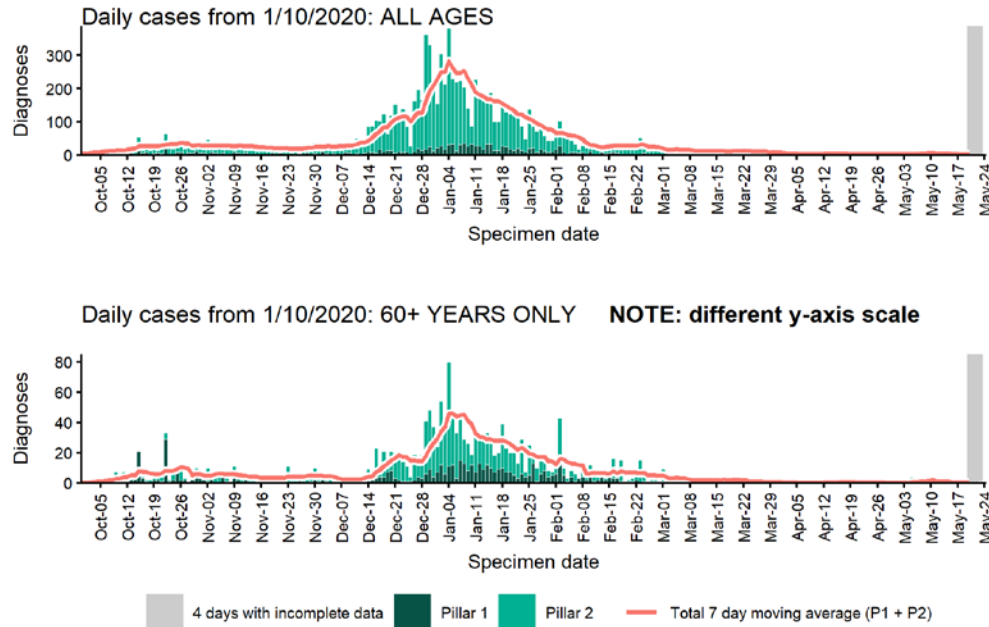 Daily cases from 1/10/2020: ALL AGES
Diagnoses
300
200
100
0
Oct-05
Oct-12
Oct-19
Oct-26
Nov-02
Nov-09
Nov-16
Nov-23
Nov-30
Dec-07
Dec-14
Dec-21
Dec-28
Jan-04
Jan-11
Jan-18
Jan-25
Feb-01
Feb-08
Feb-15
Feb-22
Mar-01
Mar-08
Mar-15
Mar-22
Mar-29
Apr-05
Apr-12
Apr-19
Apr-26
May-03
May-10
May-17
May-24
Specimen date
Daily cases from 1/10/2020: 60+ YEARS ONLY NOTE: different y-axis scale
Diagnoses
80
60
40
20
0
Oct-05
Oct-12
Oct-19
Oct-26
Nov-02
Nov-09
Nov-16
Nov-23
Nov-30
Dec-07
Dec-14
Dec-21
Dec-28
Jan-04
Jan-11
Jan-18
Jan-25
Feb-01
Feb-08
Feb-15
Feb-22
Mar-01
Mar-08
Mar-15
Mar-22
Mar-29
Apr-05
Apr-12
Apr-19
Apr-26
May-03
May-10
May-17
May-24
Specimen date
4 days with incomplete data Pillar 1 Pillar 2 Total 7 day moving average (P1 + P2)